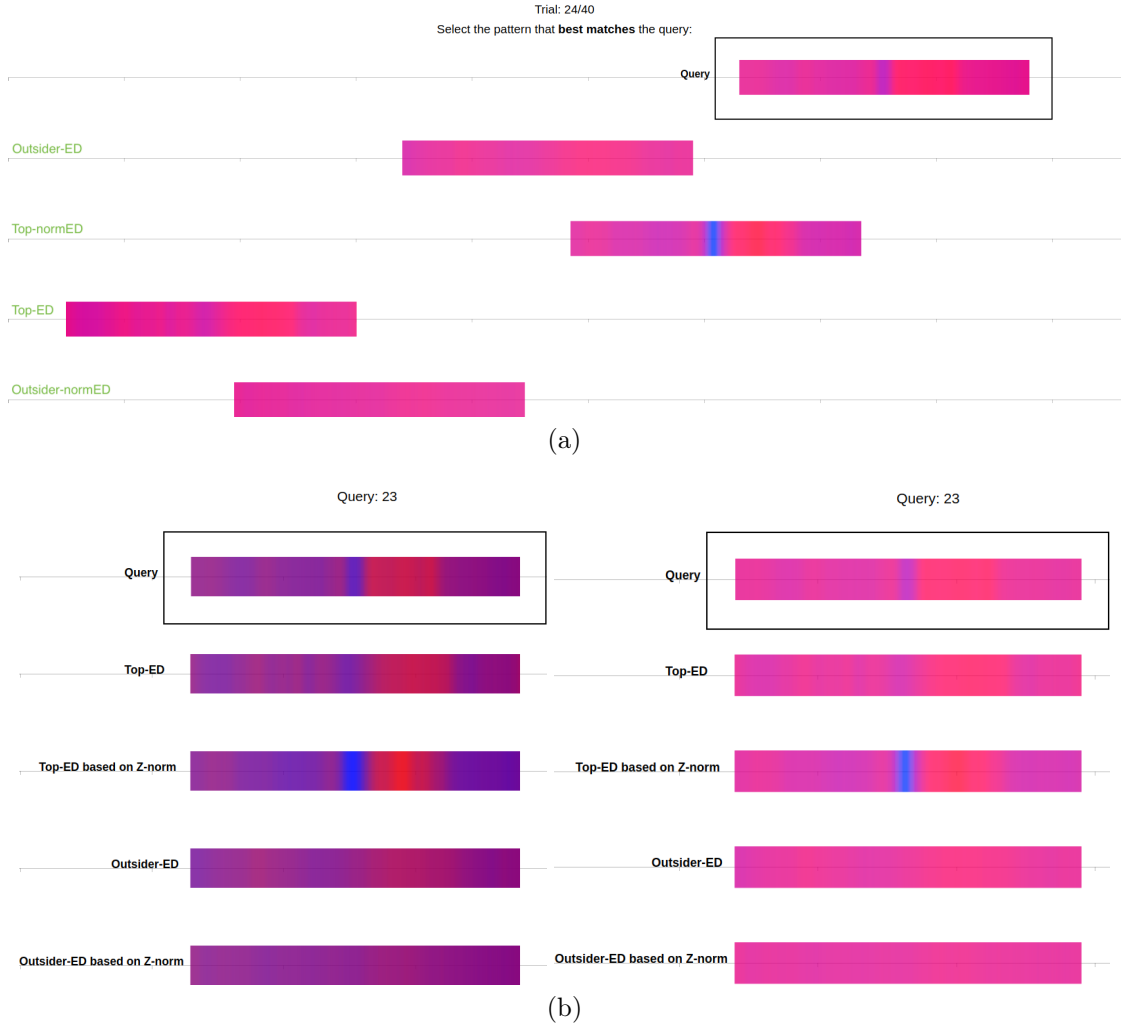 Trial: 24/40
Select the pattern that best matches the query:
Query
Outsider-ED
Top-normED
Top-ED
Outsider-normED
(a)
Query: 23
Query
Top-ED
Top-ED based on Z-norm
Outsider-ED
Outsider-ED based on Z-norm
Query: 23
Query
Top-ED
Top-ED based on Z-norm
Outsider-ED
Outsider-ED based on Z-norm
(b)